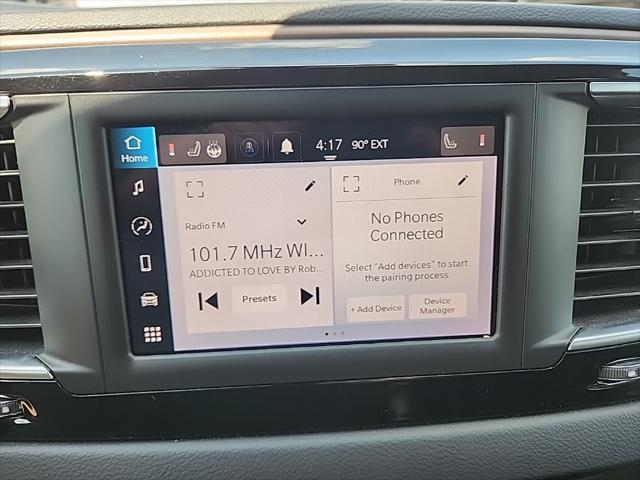 4:17 90° EXT
Home
Phone
Radio FM
101.7 MHz WI...
ADDICTED TO LOVE BY Rob...
Presets
No Phones
Connected
Select "Add devices" to start
the pairing process
+ Add Device
Device
Manager